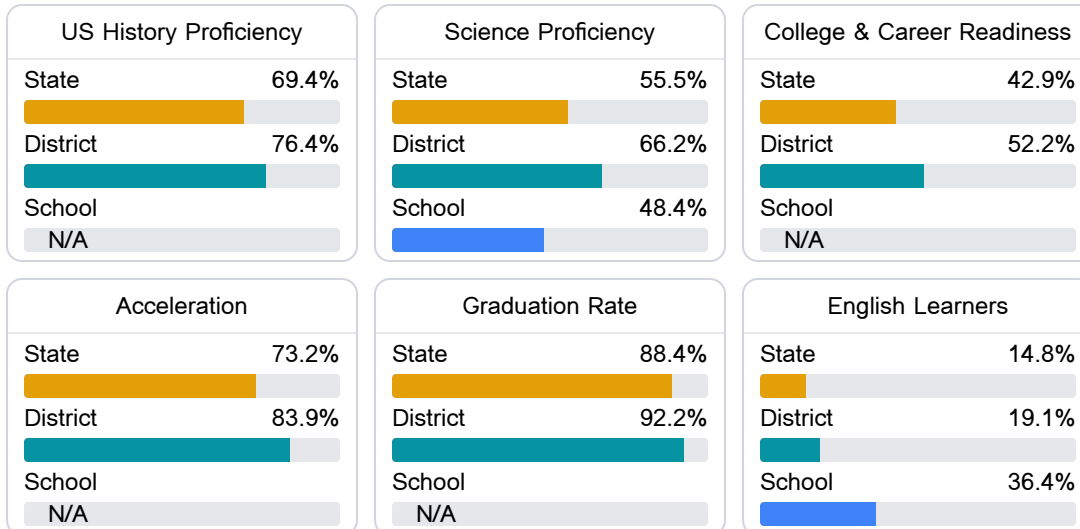 US History Proficiency
State 69.4%
District 76.4%
School
N/A
Science Proficiency
State 55.5%
District 66.2%
School 48.4%
College & Career Readiness
State 42.9%
District 52.2%
School
N/A
Acceleration
State 73.2%
District 83.9%
School
N/A
Graduation Rate
State 88.4%
District 92.2%
School
N/A
English Learners
State 14.8%
District 19.1%
School 36.4%